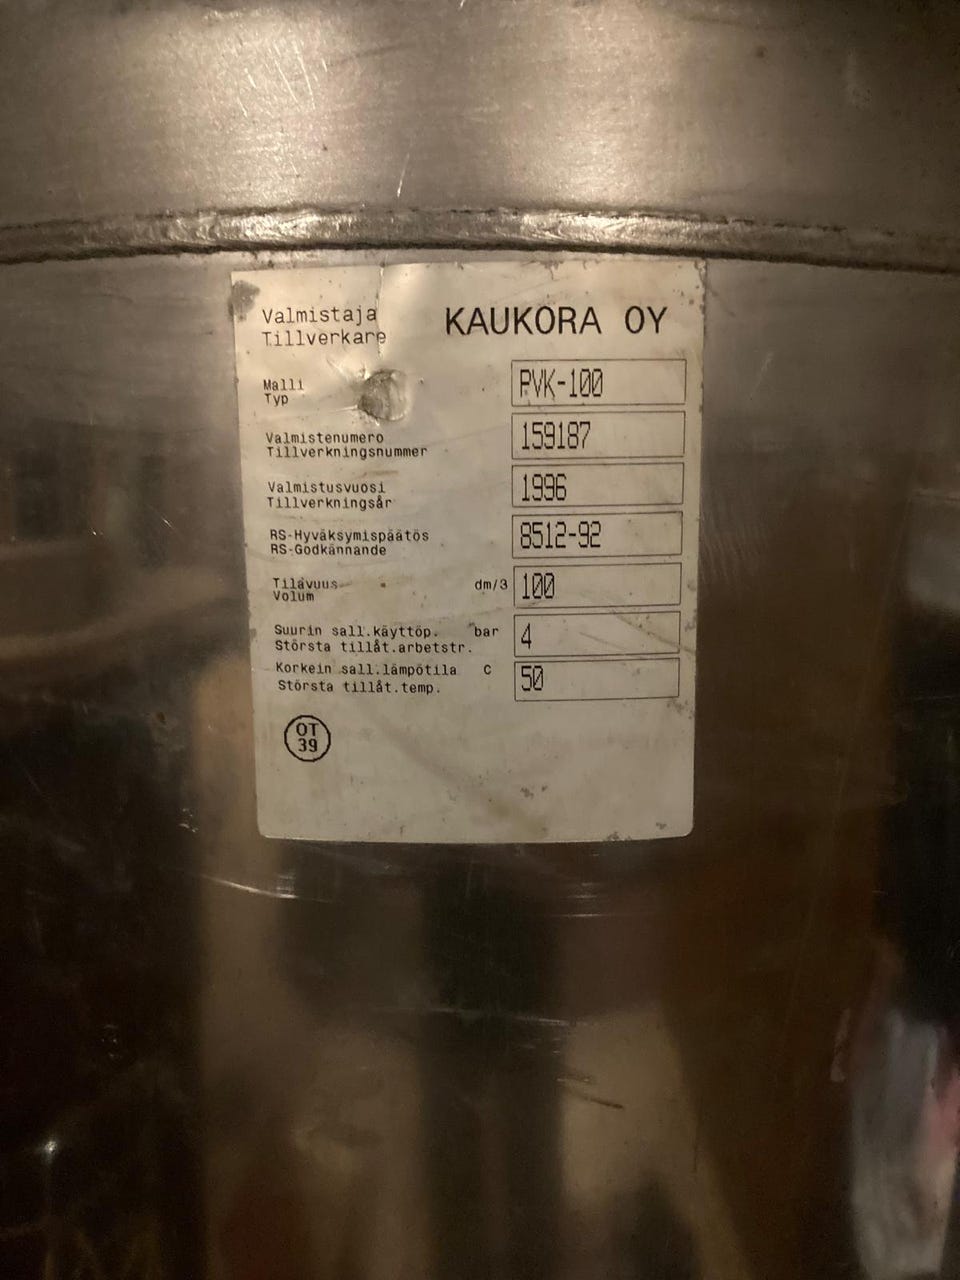 Valmistaja KAUKORA OY
Tillverkare
Malli PVK-100
Typ
Valmistenumero 159187
Tillverkningsnummer
Valmistusvuosi 1996
Tillverkningsår
RS-Hyväksymispäätös 8512-92
RS-Godkännande
Tilavuus dm/3 100
Volum
Suurin sall.käyttöp. bar 4
Största tillåt.arbetstr.
Korkein sall.lämpötila C 50
Största tillåt.temp.
OT
39